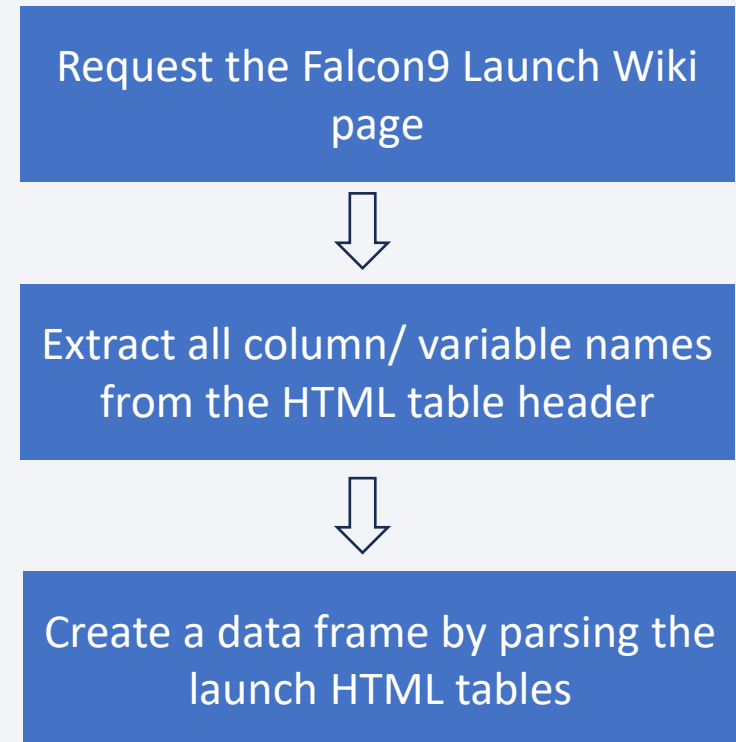 Request the Falcon9 Launch Wiki
page
Extract all column/ variable names
from the HTML table header
Create a data frame by parsing the
launch HTML tables